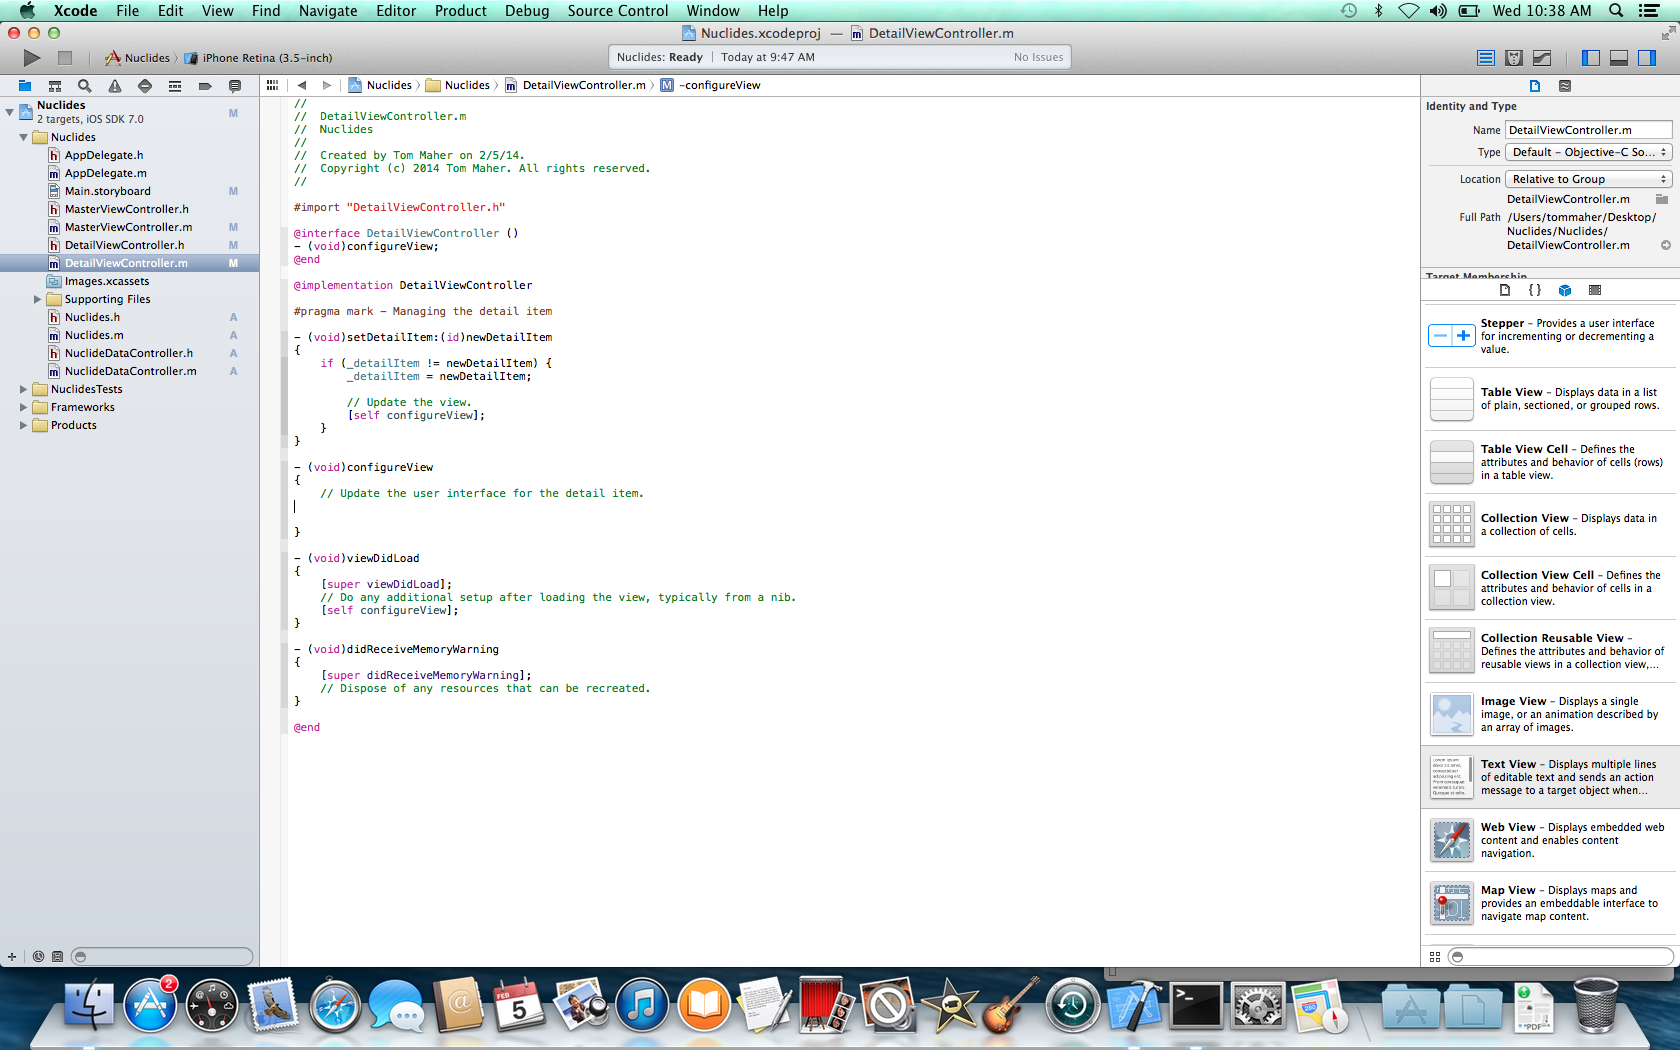 Xcode File Edit View Find Navigate Editor Product Debug Source Control Window Help Wed 10:38 AM
Nuclides.xcodeproj — DetailViewController.m
Nuclides iPhone Retina (3.5-inch)
Nuclides: Ready Today at 9:47 AM No Issues
Nuclides Nuclides DetailViewController.m -configureView
Nuclides M
2 targets, iOS SDK 7.0
Nuclides
AppDelegate.h
AppDelegate.m
Main.storyboard M
MasterViewController.h
MasterViewController.m M
DetailViewController.h M
DetailViewController.m M
Images.xcassets
Supporting Files
Nuclides.h A
Nuclides.m A
NuclideDataController.h A
NuclideDataController.m A
NuclidesTests
Frameworks
Products
//
// DetailViewController.m
// Nuclides
//
// Created by Tom Maher on 2/5/14.
// Copyright (c) 2014 Tom Maher. All rights reserved.
//
#import "DetailViewController.h"
@interface DetailViewController ()
- (void)configureView;
@end
@implementation DetailViewController
#pragma mark - Managing the detail item
- (void)setDetailItem:(id)newDetailItem
{
if (_detailItem != newDetailItem) {
_detailItem = newDetailItem;
// Update the view.
[self configureView];
}
}
- (void)configureView
{
// Update the user interface for the detail item.
}
- (void)viewDidLoad
{
[super viewDidLoad];
// Do any additional setup after loading the view, typically from a nib.
[self configureView];
}
- (void)didReceiveMemoryWarning
{
[super didReceiveMemoryWarning];
// Dispose of any resources that can be recreated.
}
@end
Identity and Type
Name DetailViewController.m
Type Default - Objective-C So...
Location Relative to Group
DetailViewController.m
Full Path /Users/tommaher/Desktop/
Nuclides/Nuclides/
DetailViewController.m
Target Membership
{ }
Stepper - Provides a user interface
for incrementing or decrementing a
value.
Table View - Displays data in a list
of plain, sectioned, or grouped rows.
Table View Cell - Defines the
attributes and behavior of cells (rows)
in a table view.
Collection View - Displays data in
a collection of cells.
Collection View Cell - Defines the
attributes and behavior of cells in a
collection view.
Collection Reusable View -
Defines the attributes and behavior of
reusable views in a collection view,...
Image View - Displays a single
image, or an animation described by
an array of images.
Text View - Displays multiple lines
of editable text and sends an action
message to a target object when...
Web View - Displays embedded web
content and enables content
navigation.
Map View - Displays maps and
provides an embeddable interface to
navigate map content.
2
FEB
5
PDF